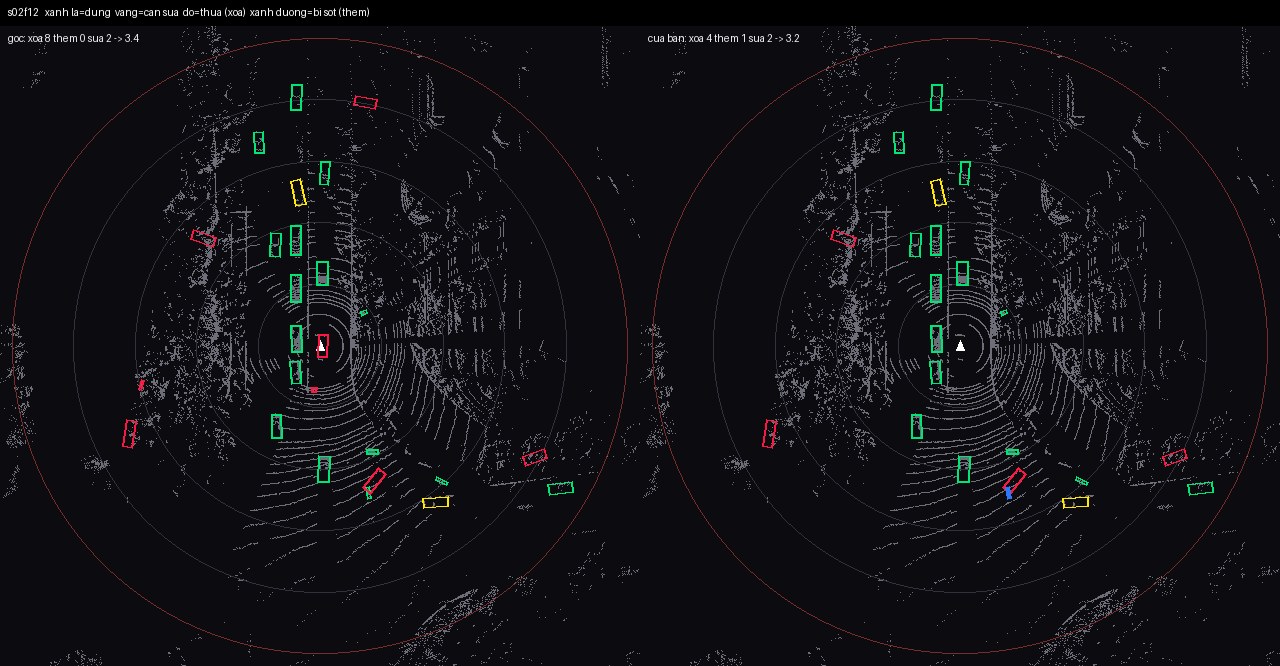 s02f12 xanh la=dung vang=can sua do=thua (xoa) xanh duong=bi sot (them)
goc: xoa 8 them 0 sua 2 -> 3.4
cua ban: xoa 4 them 1 sua 2 -> 3.2